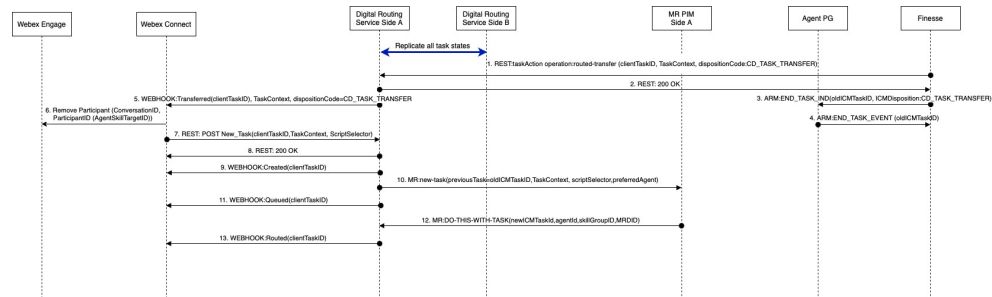 Webex Engage
Webex Connect
Digital Routing
Service Side A
Digital Routing
Service Side B
MR PIM
Side A
Agent PG
Finesse
Replicate all task states
1. REST:taskAction operation:routed-transfer (clientTaskID, TaskContext, dispositionCode:CD_TASK_TRANSFER)
2. REST: 200 OK
5. WEBHOOK:Transferred(clientTaskID), TaskContext, dispositionCode=CD_TASK_TRANSFER
3. ARM:END_TASK_IND(oldICMTaskID, ICMDisposition:CD_TASK_TRANSFER)
6. Remove Participant (ConversationID,
ParticipantID (AgentSkillTargetID))
4. ARM:END_TASK_EVENT (oldICMTaskID)
7. REST: POST New_Task(clientTaskID,TaskContext, ScriptSelector)
8. REST: 200 OK
9. WEBHOOK:Created(clientTaskID)
10. MR:new-task(previousTask=oldICMTaskID,TaskContext, scriptSelector,preferredAgent)
11. WEBHOOK:Queued(clientTaskID)
12. MR:DO-THIS-WITH-TASK(newICMTaskId,agentId,skillGroupID,MRDID)
13. WEBHOOK:Routed(clientTaskID)